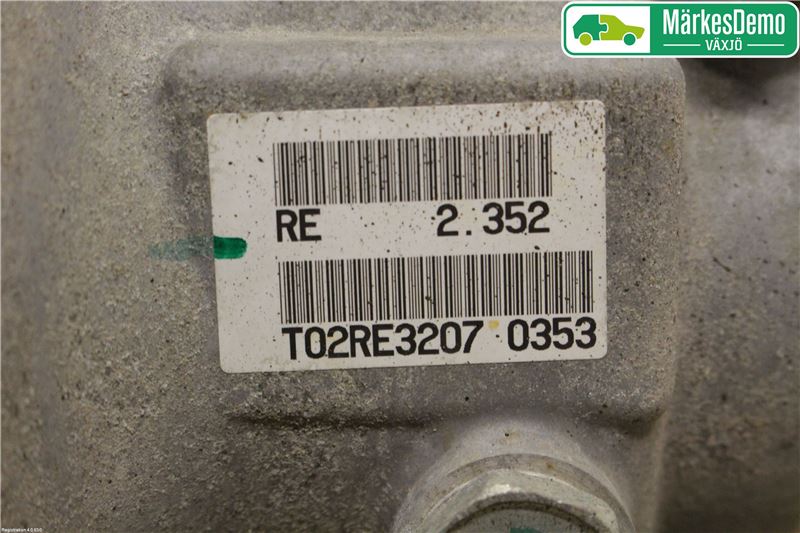 MärkesDemo
VÄXJÖ
RE 2.352
T02RE3207 0353